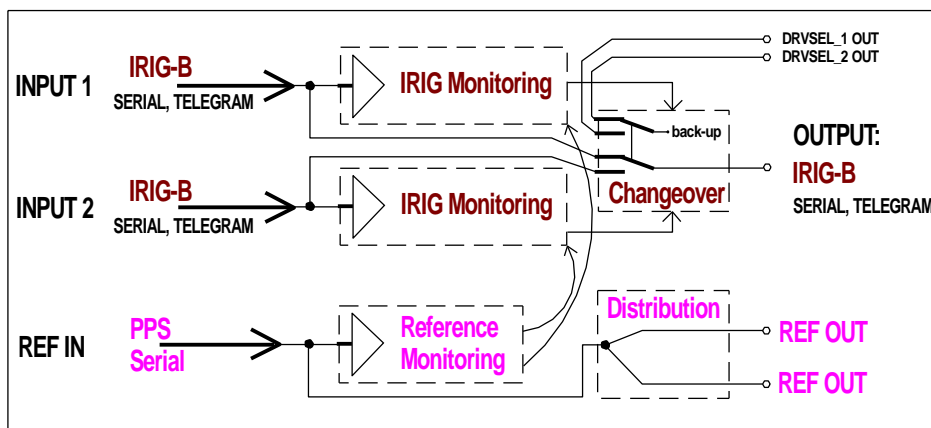 DRVSEL_1 OUT
DRVSEL_2 OUT
INPUT 1
IRIG-B
SERIAL, TELEGRAM
IRIG Monitoring
back-up
Changeover
OUTPUT:
IRIG-B
SERIAL, TELEGRAM
INPUT 2
IRIG-B
SERIAL, TELEGRAM
IRIG Monitoring
REF IN
PPS
Serial
Reference
Monitoring
Distribution
REF OUT
REF OUT